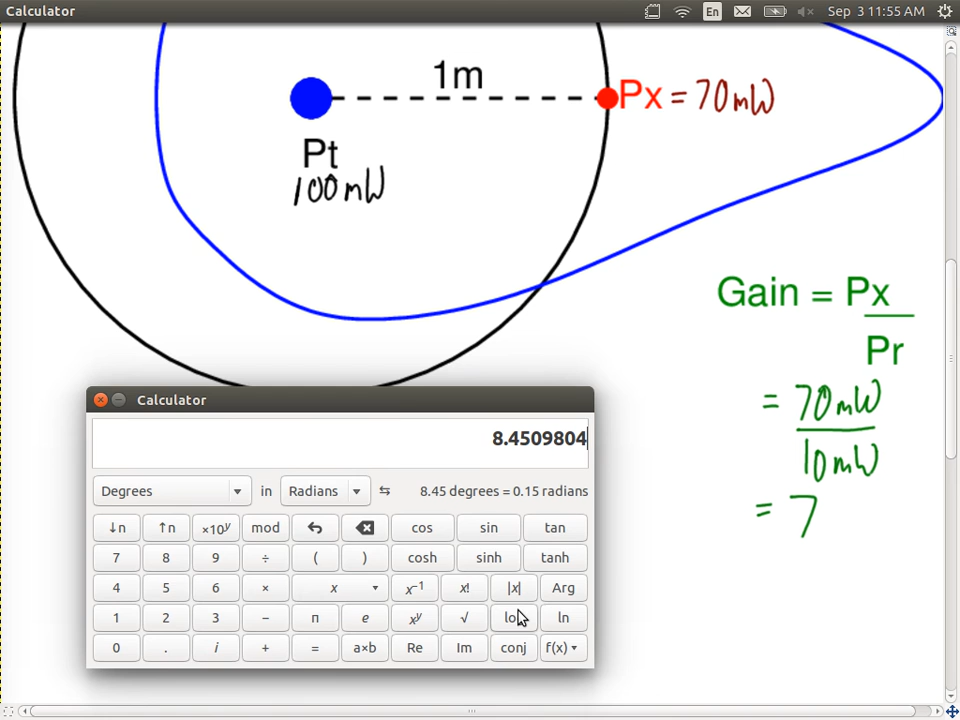 Calculator
En
Sep 3 11:55 AM
1m
Px = 70mW
Pt
100mW
Gain = Px
Pr
= 70mW
10mW
= 7
Calculator
8.4509804
Degrees in Radians ⇆ 8.45 degrees = 0.15 radians
↓n ↑n ×10^y mod cos sin tan
7 8 9 ÷ ( ) cosh sinh tanh
4 5 6 × x x⁻¹ x! |x| Arg
1 2 3 − π e x^y √ lo ln
0 . i + = a×b Re Im conj f(x)